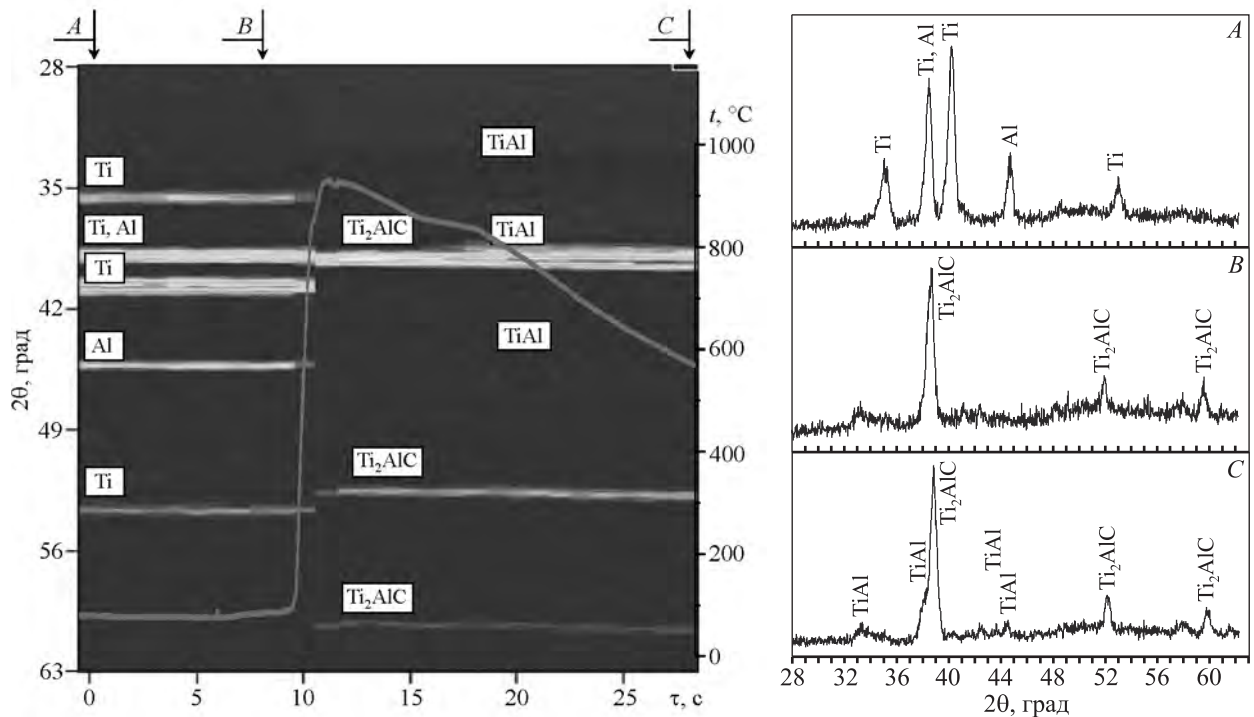 A
B
C
28
35
42
49
56
63
2θ, град
0
5
10
15
20
25
τ, с
t, °C
1000
800
600
400
200
0
Ti
Ti, Al
Ti
Al
Ti
Ti₂AlC
Ti₂AlC
Ti₂AlC
TiAl
TiAl
TiAl
A
Ti
Ti, Al
Ti
Al
Ti
B
Ti₂AlC
Ti₂AlC
Ti₂AlC
C
TiAl
TiAl
Ti₂AlC
TiAl
TiAl
Ti₂AlC
Ti₂AlC
28 32 36 40 44 48 52 56 60
2θ, град